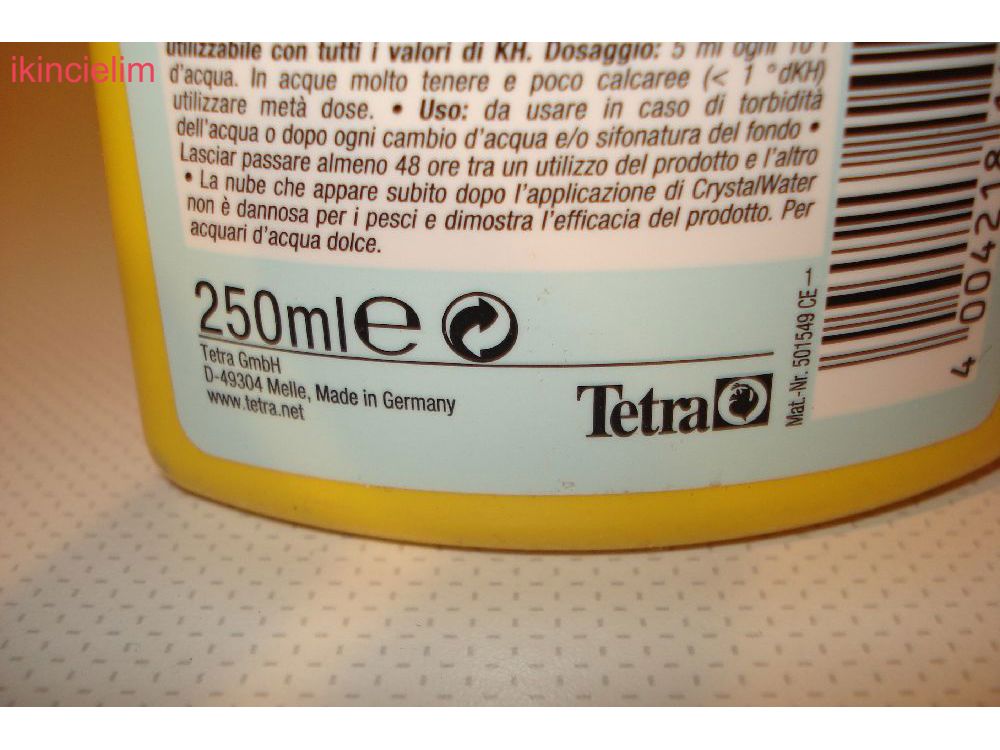 ikincielim
utilizzabile con tutti i valori di KH. Dosaggio: 5 ml ogni 10 l
d'acqua. In acque molto tenere e poco calcaree (< 1 °dKH)
utilizzare metà dose. • Uso: da usare in caso di torbidità
dell'acqua o dopo ogni cambio d'acqua e/o sifonatura del fondo •
Lasciar passare almeno 48 ore tra un utilizzo del prodotto e l'altro
• La nube che appare subito dopo l'applicazione di CrystalWater
non è dannosa per i pesci e dimostra l'efficacia del prodotto. Per
acquari d'acqua dolce.
250ml e
Tetra GmbH
D-49304 Melle, Made in Germany
www.tetra.net
Tetra
Mat.-Nr. 501549 CE–1
4 004218